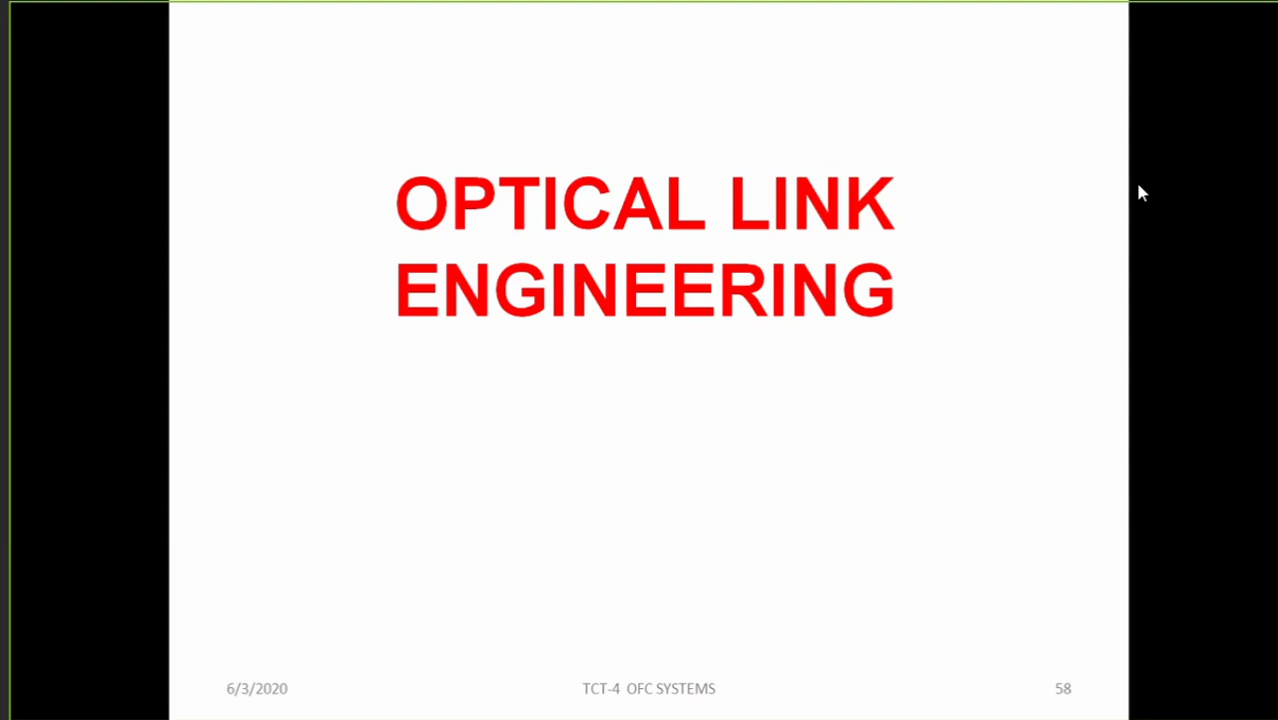 OPTICAL LINK
ENGINEERING
6/3/2020
TCT-4 OFC SYSTEMS
58